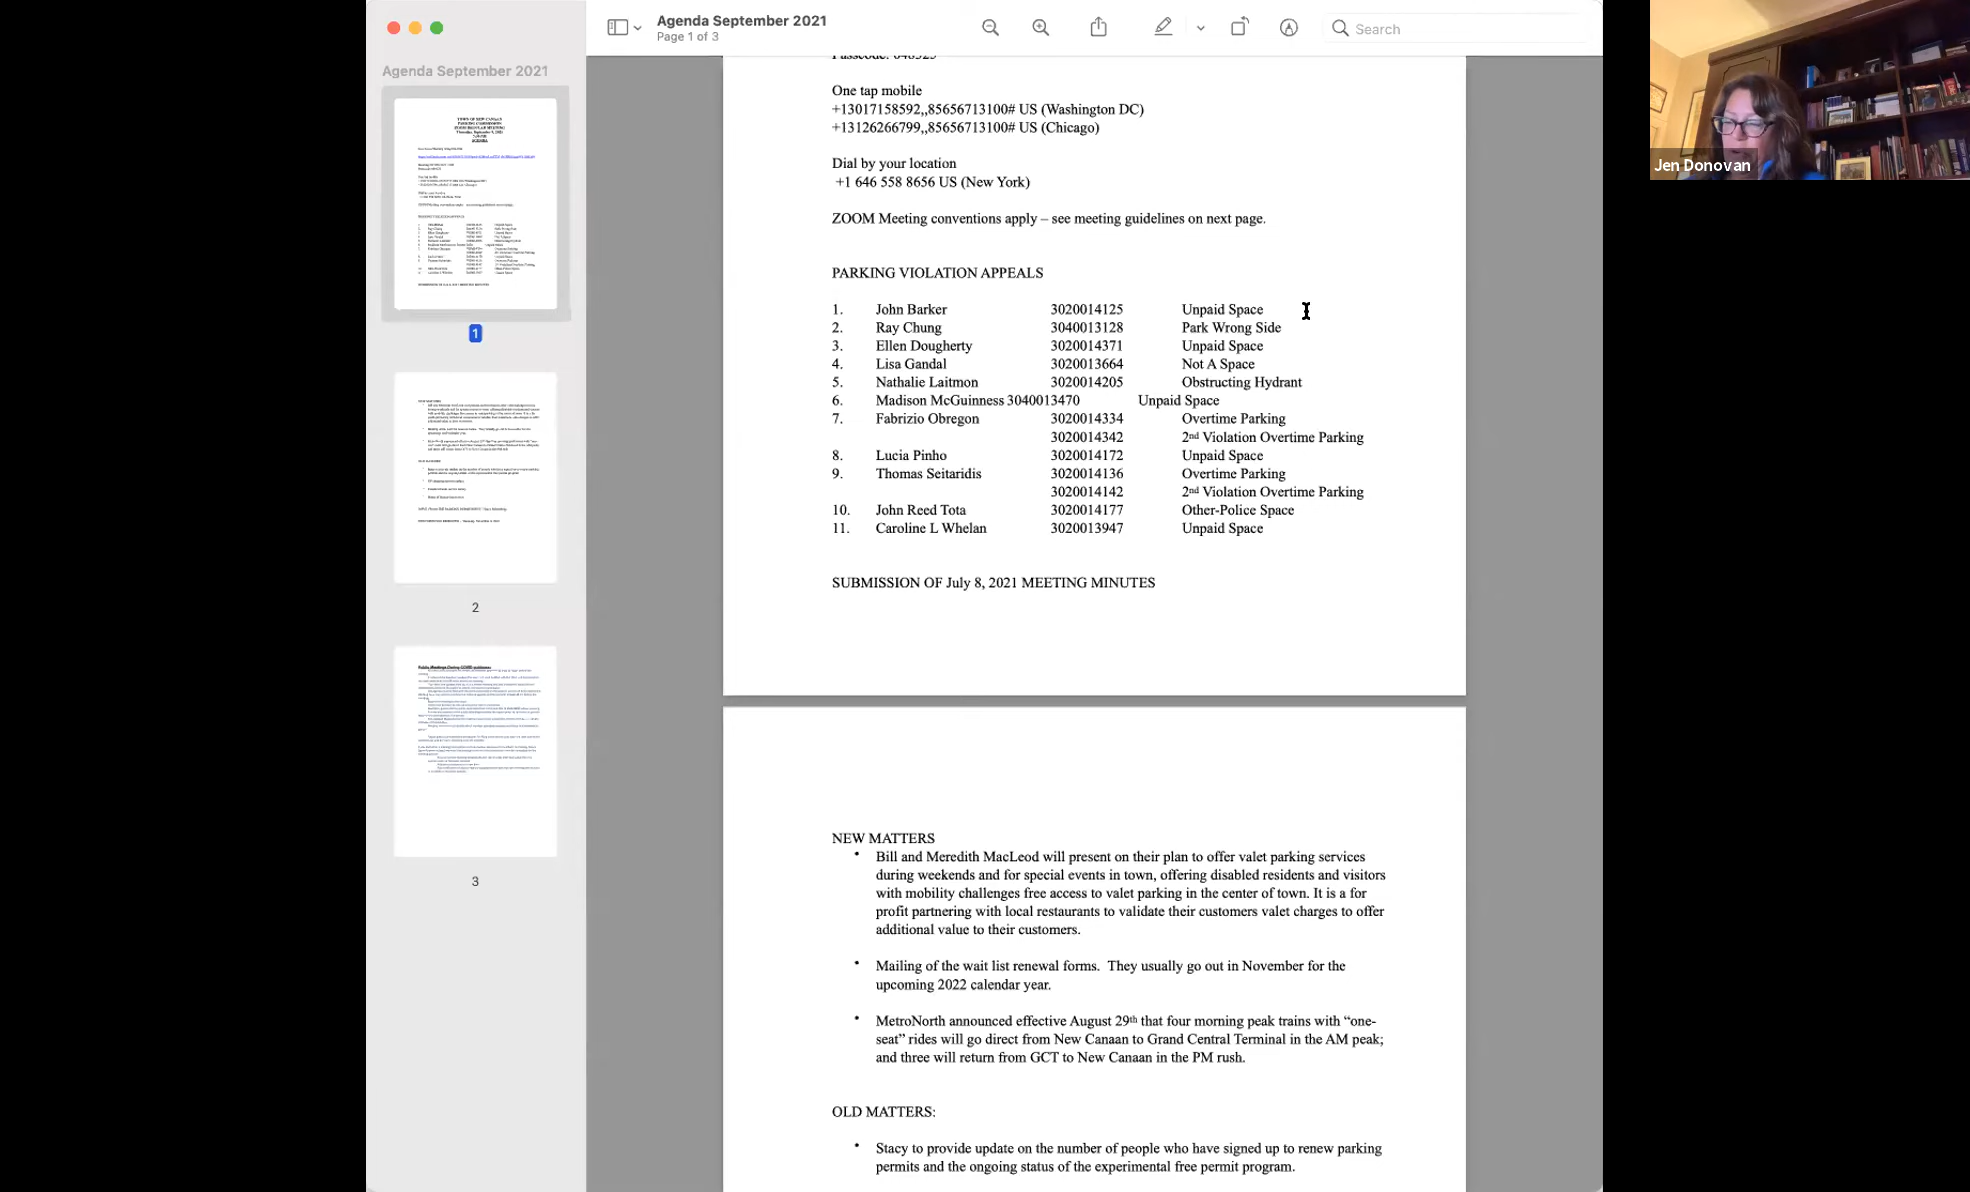 Agenda September 2021
Page 1 of 3
Search
Agenda September 2021
1
2
3
Jen Donovan
One tap mobile
+13017158592,,85656713100# US (Washington DC)
+13126266799,,85656713100# US (Chicago)
Dial by your location
+1 646 558 8656 US (New York)
ZOOM Meeting conventions apply – see meeting guidelines on next page.
PARKING VIOLATION APPEALS
1. John Barker 3020014125 Unpaid Space
2. Ray Chung 3040013128 Park Wrong Side
3. Ellen Dougherty 3020014371 Unpaid Space
4. Lisa Gandal 3020013664 Not A Space
5. Nathalie Laitmon 3020014205 Obstructing Hydrant
6. Madison McGuinness 3040013470 Unpaid Space
7. Fabrizio Obregon 3020014334 Overtime Parking
3020014342 2nd Violation Overtime Parking
8. Lucia Pinho 3020014172 Unpaid Space
9. Thomas Seitaridis 3020014136 Overtime Parking
3020014142 2nd Violation Overtime Parking
10. John Reed Tota 3020014177 Other-Police Space
11. Caroline L Whelan 3020013947 Unpaid Space
SUBMISSION OF July 8, 2021 MEETING MINUTES
NEW MATTERS
• Bill and Meredith MacLeod will present on their plan to offer valet parking services
during weekends and for special events in town, offering disabled residents and visitors
with mobility challenges free access to valet parking in the center of town. It is a for
profit partnering with local restaurants to validate their customers valet charges to offer
additional value to their customers.
• Mailing of the wait list renewal forms.  They usually go out in November for the
upcoming 2022 calendar year.
• MetroNorth announced effective August 29th that four morning peak trains with “one-
seat” rides will go direct from New Canaan to Grand Central Terminal in the AM peak;
and three will return from GCT to New Canaan in the PM rush.
OLD MATTERS:
• Stacy to provide update on the number of people who have signed up to renew parking
permits and the ongoing status of the experimental free permit program.